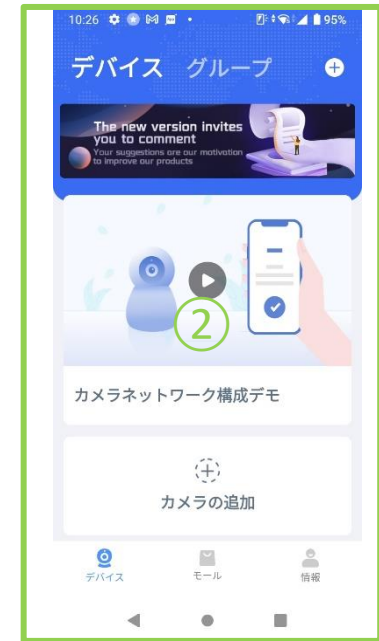 10:26
95%
デバイス グループ
The new version invites
you to comment
Your suggestions are our motivation
to improve our products
②
カメラネットワーク構成デモ
カメラの追加
デバイス モール 情報